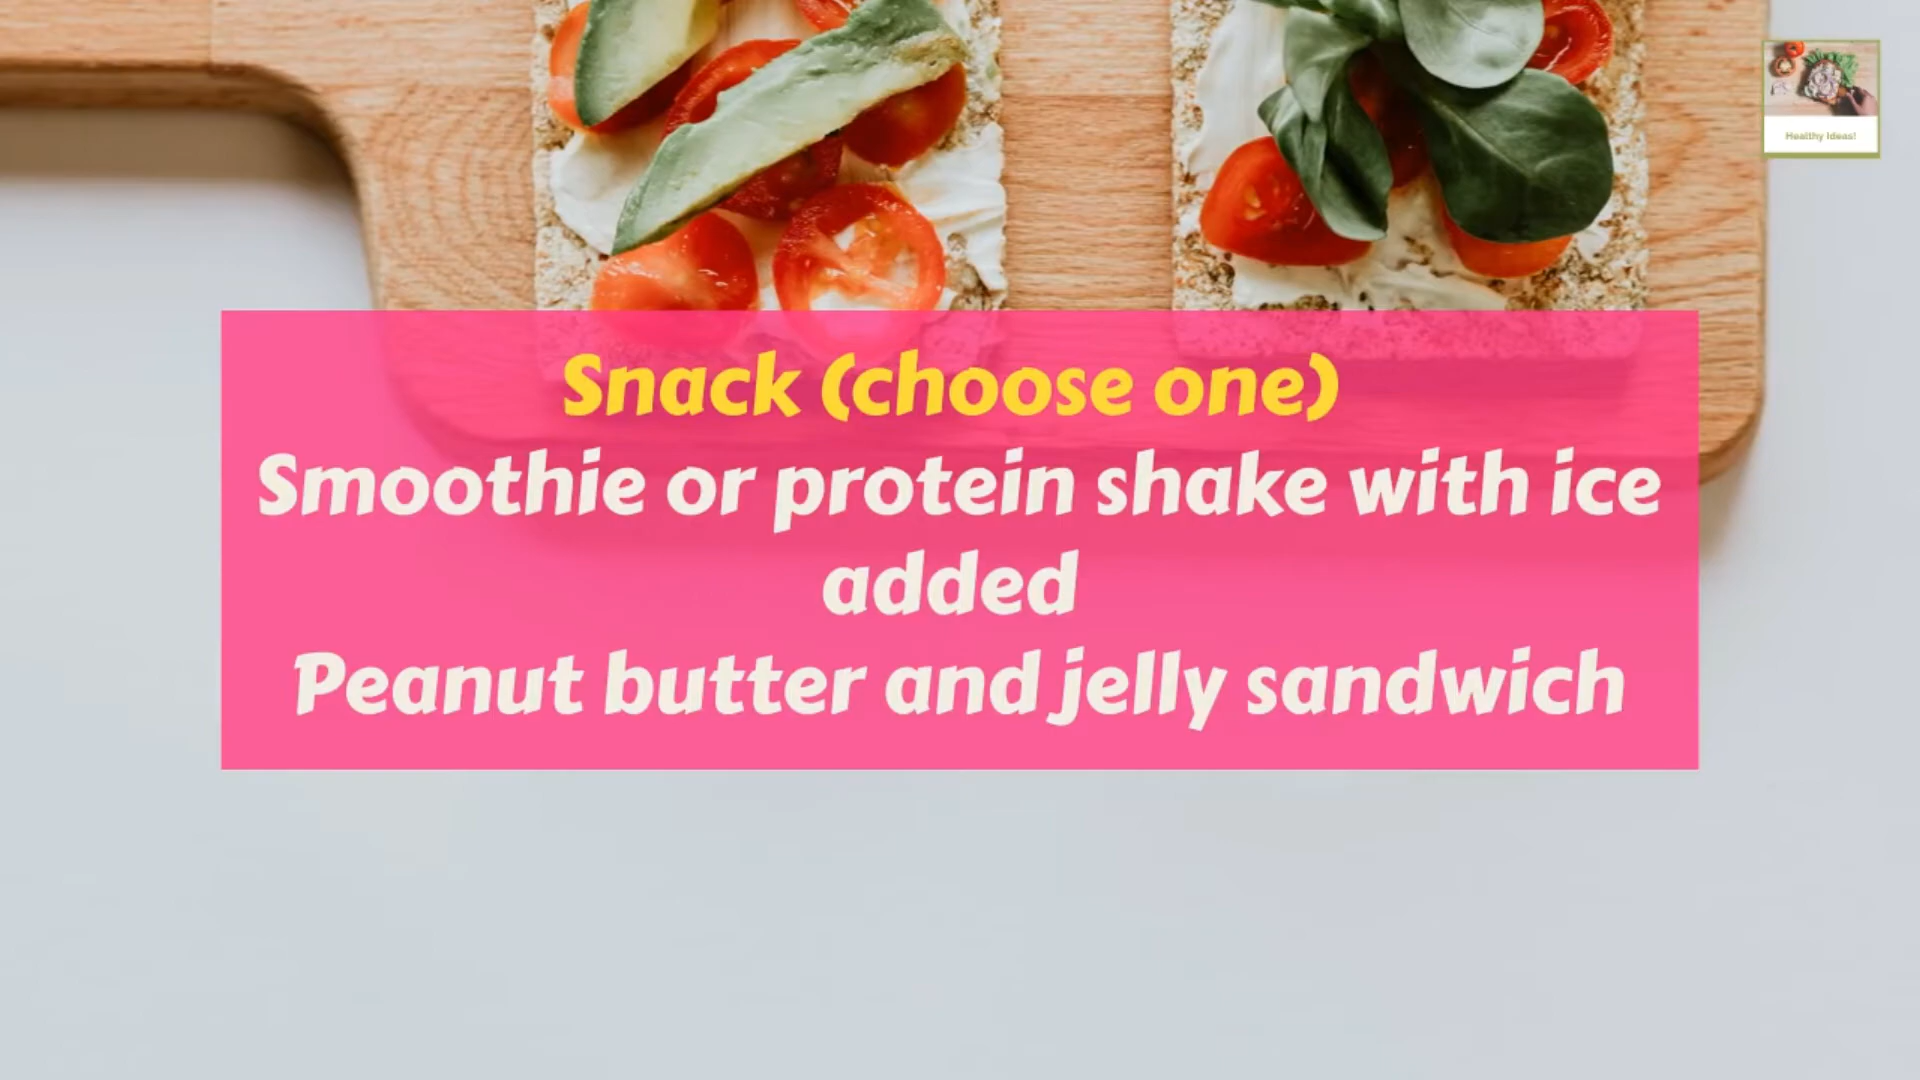 Healthy Ideas!
Snack (choose one)
Smoothie or protein shake with ice
added
Peanut butter and jelly sandwich